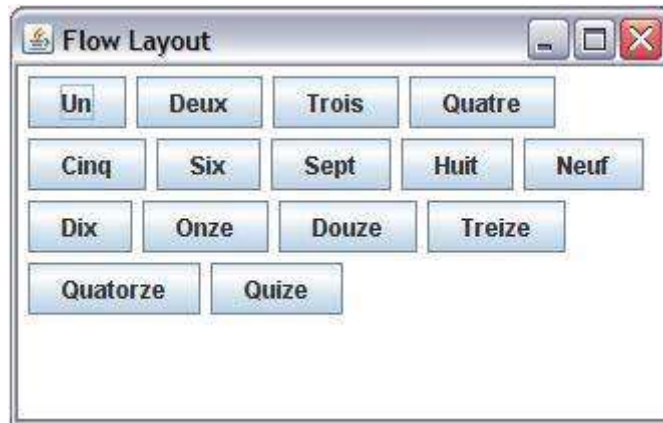 Flow Layout
Un Deux Trois Quatre
Cinq Six Sept Huit Neuf
Dix Onze Douze Treize
Quatorze Quize